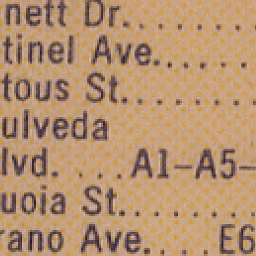 nett Dr..........
tinel Ave.......
tous St..........
ulveda
lvd. ...A1–A5–
uoia St..........
rano Ave....E6